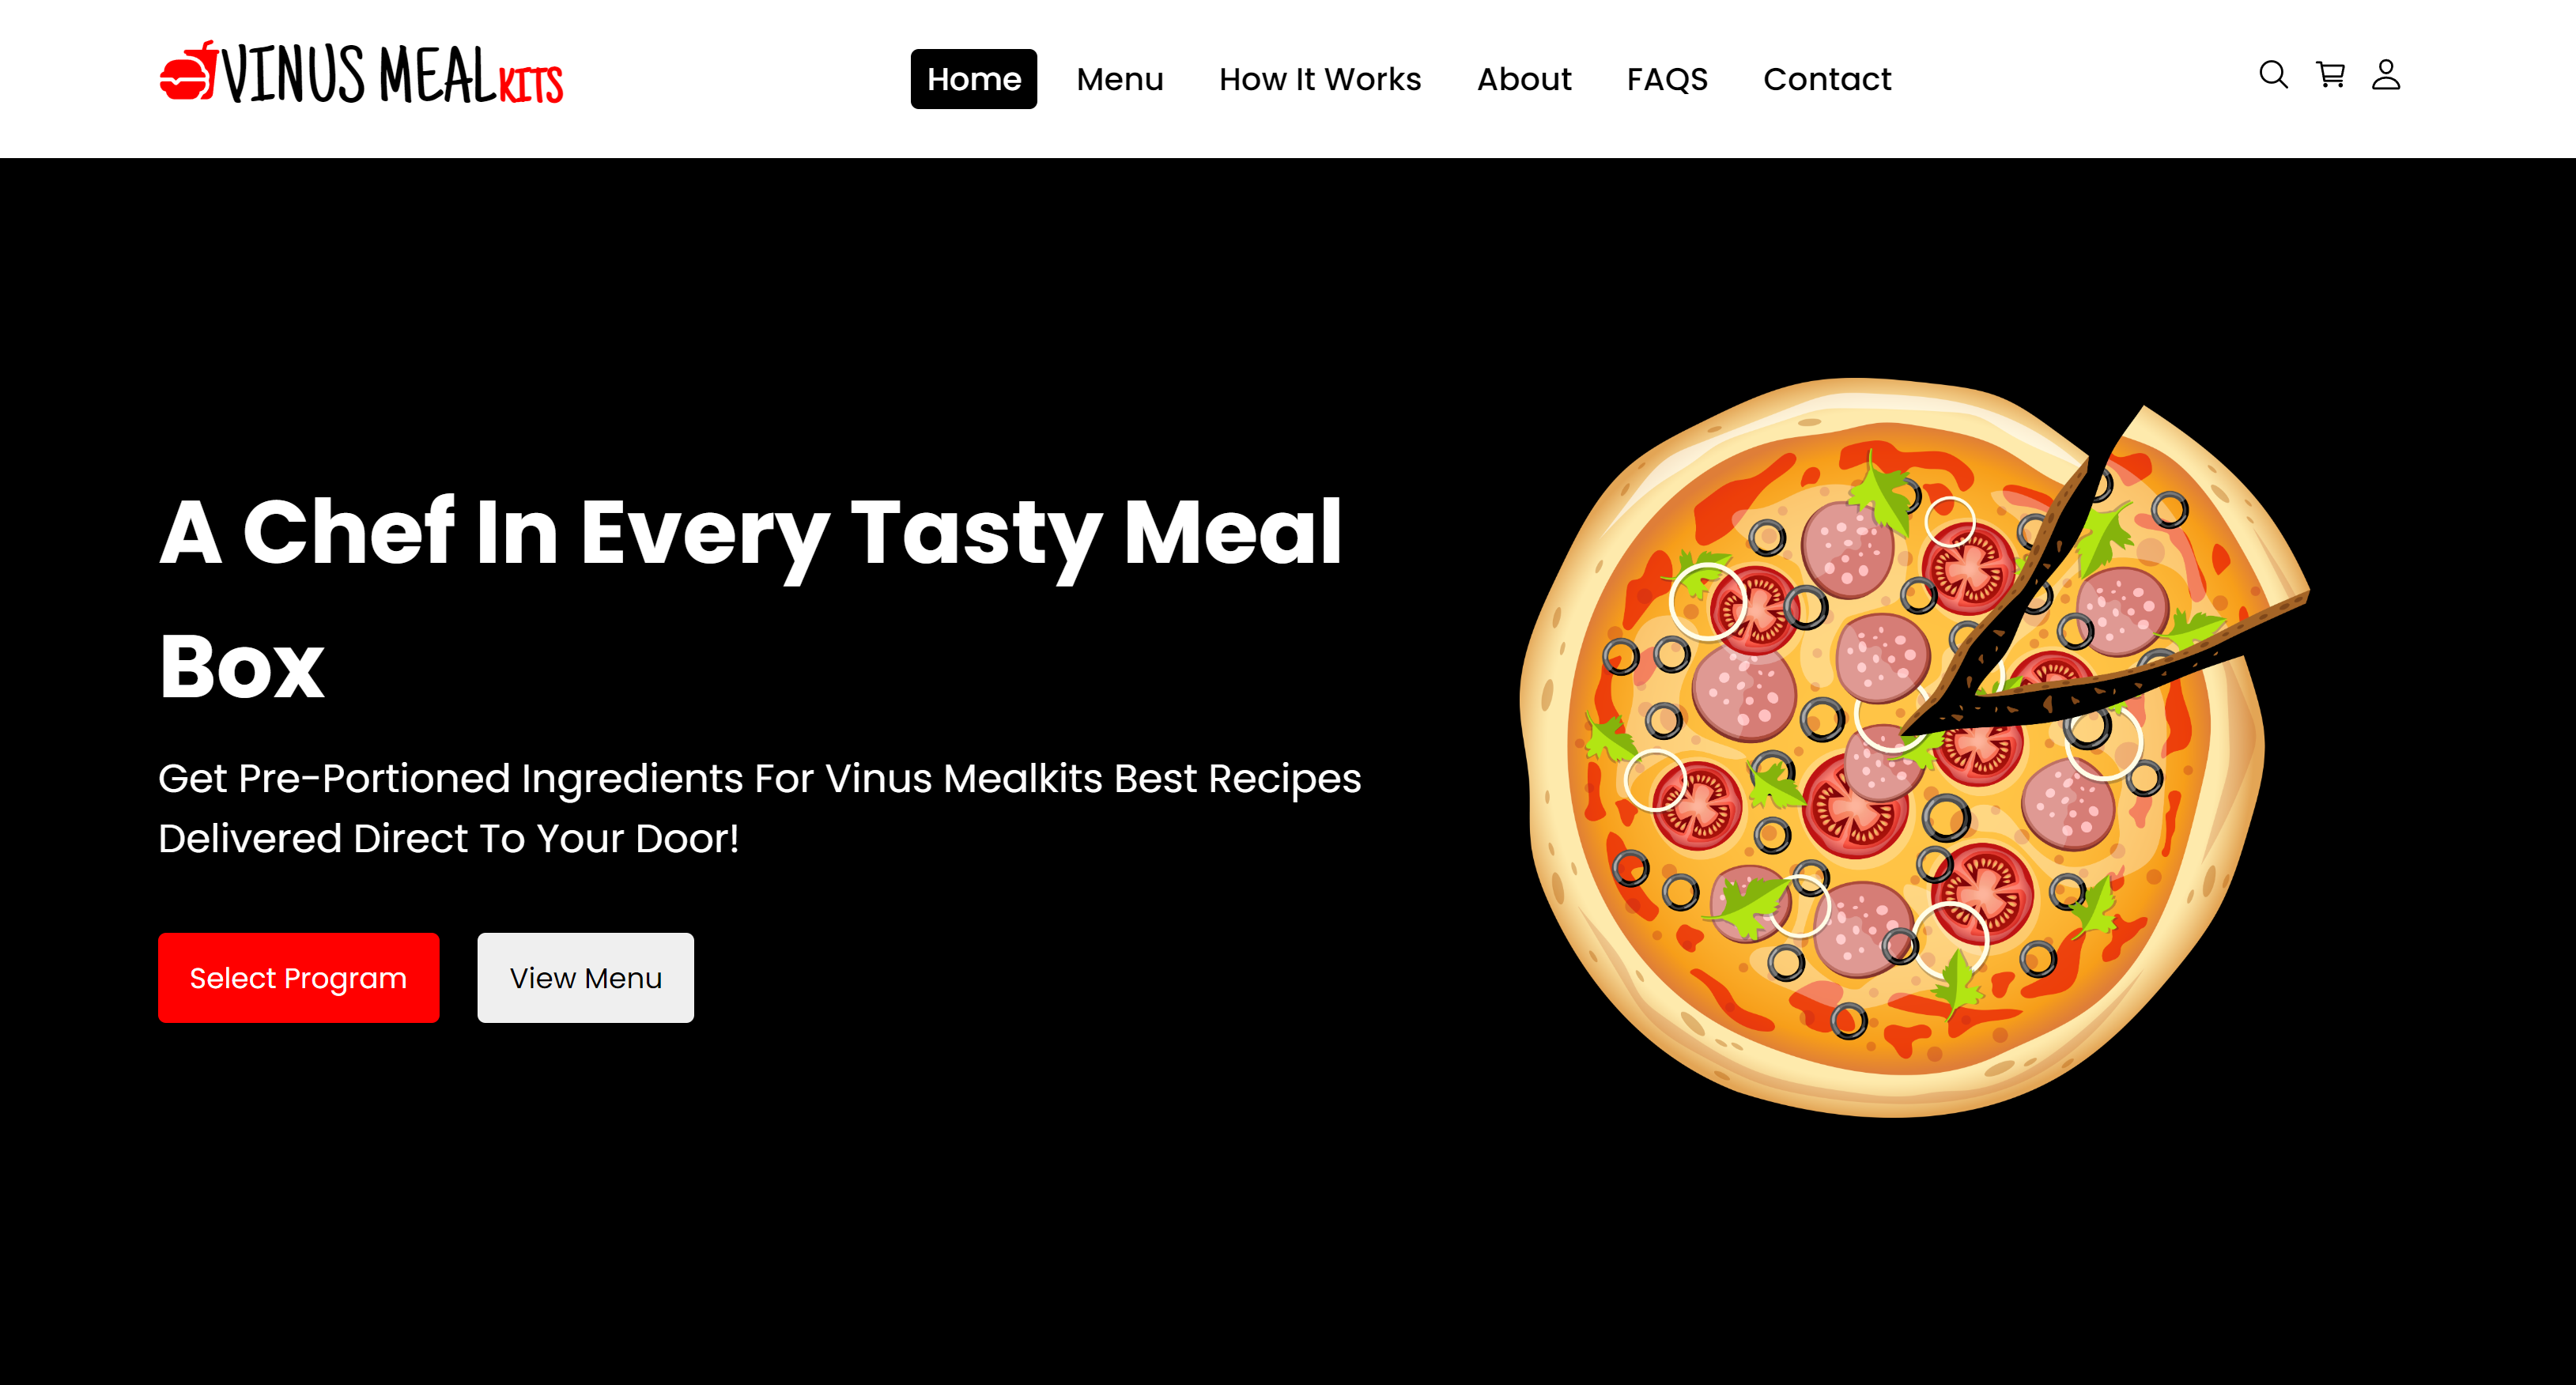 VINUS MEAL KITS
Home
Menu
How It Works
About
FAQS
Contact
A Chef In Every Tasty Meal
Box
Get Pre-Portioned Ingredients For Vinus Mealkits Best Recipes
Delivered Direct To Your Door!
Select Program
View Menu